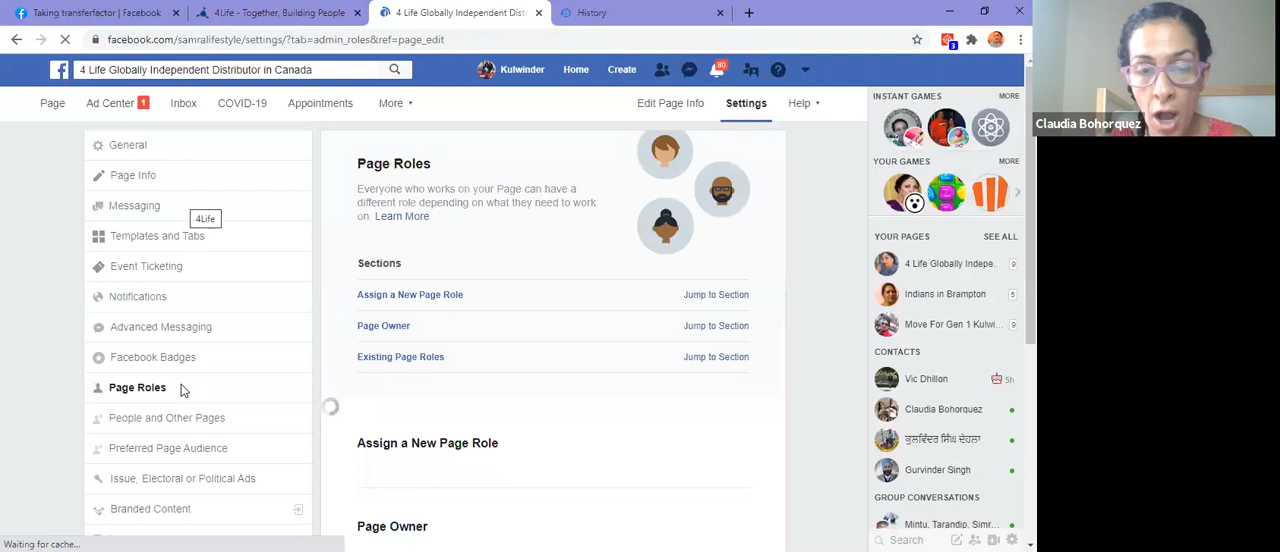 Taking transferfactor | Facebook
4Life - Together, Building People
4 Life Globally Independent Distr
History
facebook.com/samralifestyle/settings/?tab=admin_roles&ref=page_edit
3
4 Life Globally Independent Distributor in Canada
Kulwinder
Home
Create
80
Page
Ad Center 1
Inbox
COVID-19
Appointments
More
Edit Page Info
Settings
Help
General
Page Info
Messaging
4Life
Templates and Tabs
Event Ticketing
Notifications
Advanced Messaging
Facebook Badges
Page Roles
People and Other Pages
Preferred Page Audience
Issue, Electoral or Political Ads
Branded Content
Page Roles
Everyone who works on your Page can have a
different role depending on what they need to work
on. Learn More
Sections
Assign a New Page Role Jump to Section
Page Owner Jump to Section
Existing Page Roles Jump to Section
Assign a New Page Role
Page Owner
INSTANT GAMES MORE
YOUR GAMES MORE
YOUR PAGES SEE ALL
4 Life Globally Indepe... 9
Indians in Brampton 5
Move For Gen 1 Kulwi... 9
CONTACTS
Vic Dhillon 5h
Claudia Bohorquez
ਕੁਲਵਿੰਦਰ ਸਿੰਘ ਦੇਹਲਾ
Gurvinder Singh
GROUP CONVERSATIONS
Mintu, Tarandip, Simr...
Search
Waiting for cache...
Claudia Bohorquez